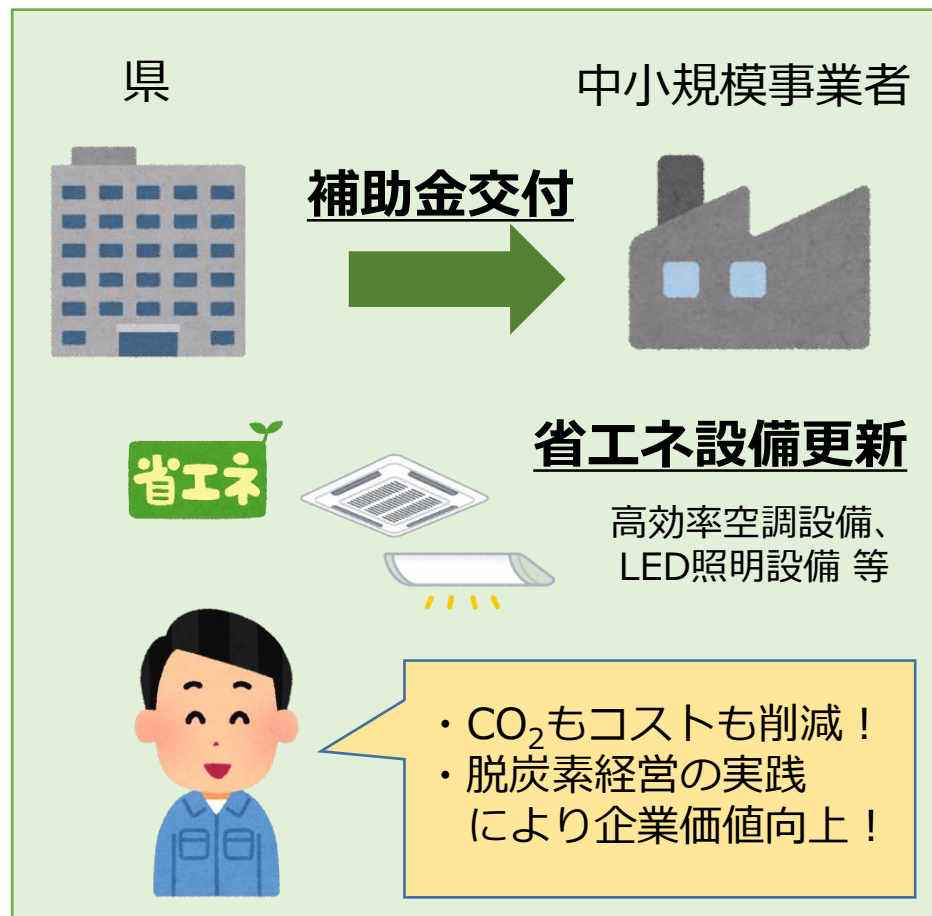 県
中小規模事業者
補助金交付
省エネ
省エネ設備更新
高効率空調設備、
LED照明設備 等
・CO₂もコストも削減！
・脱炭素経営の実践
により企業価値向上！